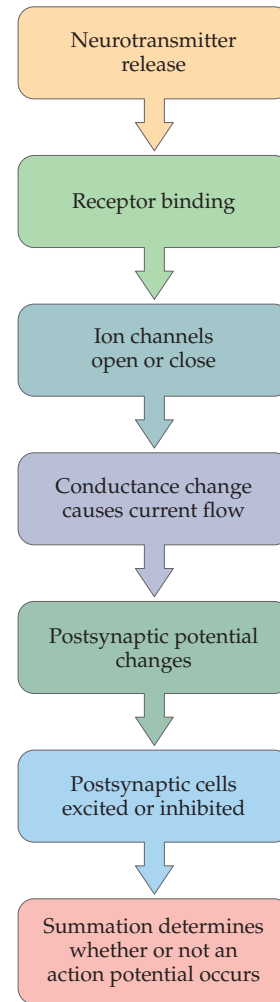 Neurotransmitter
release
Receptor binding
Ion channels
open or close
Conductance change
causes current flow
Postsynaptic potential
changes
Postsynaptic cells
excited or inhibited
Summation determines
whether or not an
action potential occurs